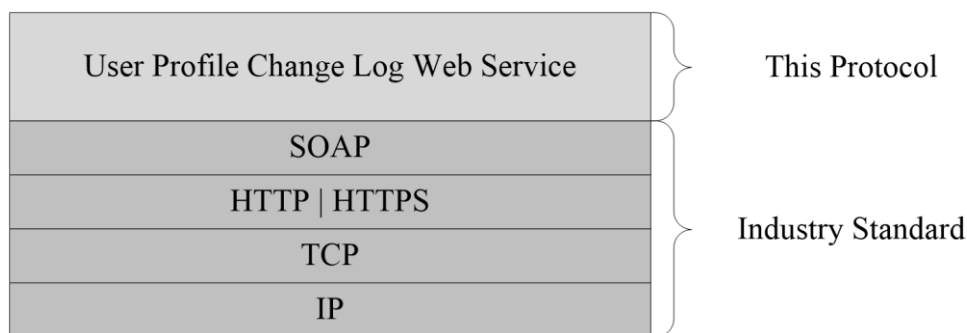 User Profile Change Log Web Service
This Protocol
SOAP
HTTP | HTTPS
Industry Standard
TCP
IP